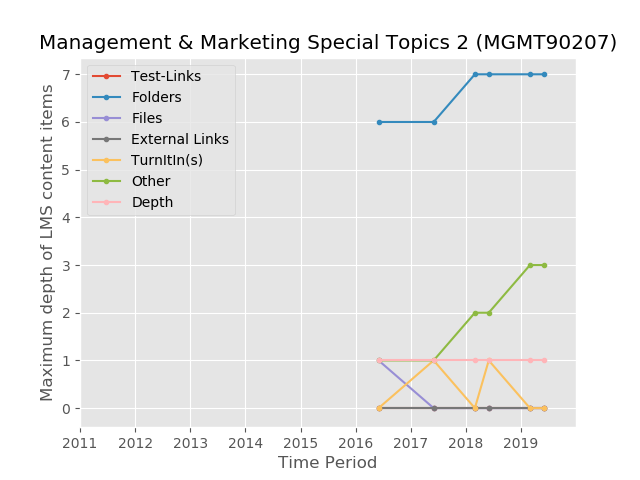 Management & Marketing Special Topics 2 (MGMT90207)
Test-Links
Folders
Files
External Links
TurnItIn(s)
Other
Depth
Maximum depth of LMS content items
7
6
5
4
3
2
1
0
2011 2012 2013 2014 2015 2016 2017 2018 2019
Time Period